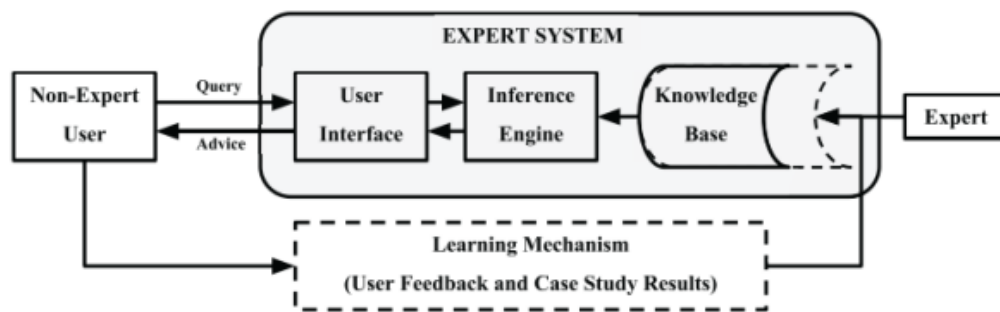 EXPERT SYSTEM
Non-Expert
User
Query
Advice
User
Interface
Inference
Engine
Knowledge
Base
Expert
Learning Mechanism
(User Feedback and Case Study Results)